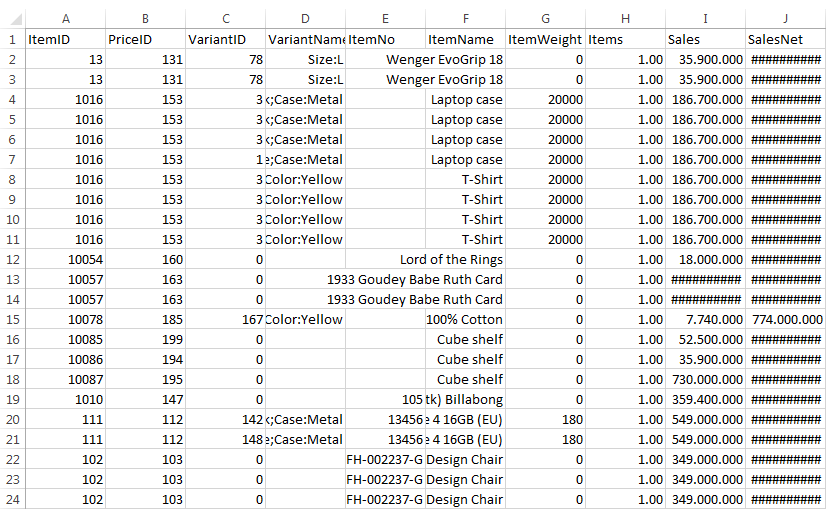 A B C D E F G H I J
1 ItemID PriceID VariantID VariantName ItemNo ItemName ItemWeight Items Sales SalesNet
2 13 131 78 Size:L Wenger EvoGrip 18 0 1.00 35.900.000 ##########
3 13 131 78 Size:L Wenger EvoGrip 18 0 1.00 35.900.000 ##########
4 1016 153 3 k;Case:Metal Laptop case 20000 1.00 186.700.000 ##########
5 1016 153 3 k;Case:Metal Laptop case 20000 1.00 186.700.000 ##########
6 1016 153 3 k;Case:Metal Laptop case 20000 1.00 186.700.000 ##########
7 1016 153 1 e;Case:Metal Laptop case 20000 1.00 186.700.000 ##########
8 1016 153 3 Color:Yellow T-Shirt 20000 1.00 186.700.000 ##########
9 1016 153 3 Color:Yellow T-Shirt 20000 1.00 186.700.000 ##########
10 1016 153 3 Color:Yellow T-Shirt 20000 1.00 186.700.000 ##########
11 1016 153 3 Color:Yellow T-Shirt 20000 1.00 186.700.000 ##########
12 10054 160 0 Lord of the Rings 0 1.00 18.000.000 ##########
13 10057 163 0 1933 Goudey Babe Ruth Card 0 1.00 ########## ##########
14 10057 163 0 1933 Goudey Babe Ruth Card 0 1.00 ########## ##########
15 10078 185 167 Color:Yellow 100% Cotton 0 1.00 7.740.000 774.000.000
16 10085 199 0 Cube shelf 0 1.00 52.500.000 ##########
17 10086 194 0 Cube shelf 0 1.00 35.900.000 ##########
18 10087 195 0 Cube shelf 0 1.00 730.000.000 ##########
19 1010 147 0 105 tk) Billabong 0 1.00 359.400.000 ##########
20 111 112 142 k;Case:Metal 13456 e 4 16GB (EU) 180 1.00 549.000.000 ##########
21 111 112 148 e;Case:Metal 13456 e 4 16GB (EU) 180 1.00 549.000.000 ##########
22 102 103 0 FH-002237-G Design Chair 0 1.00 349.000.000 ##########
23 102 103 0 FH-002237-G Design Chair 0 1.00 349.000.000 ##########
24 102 103 0 FH-002237-G Design Chair 0 1.00 349.000.000 ##########